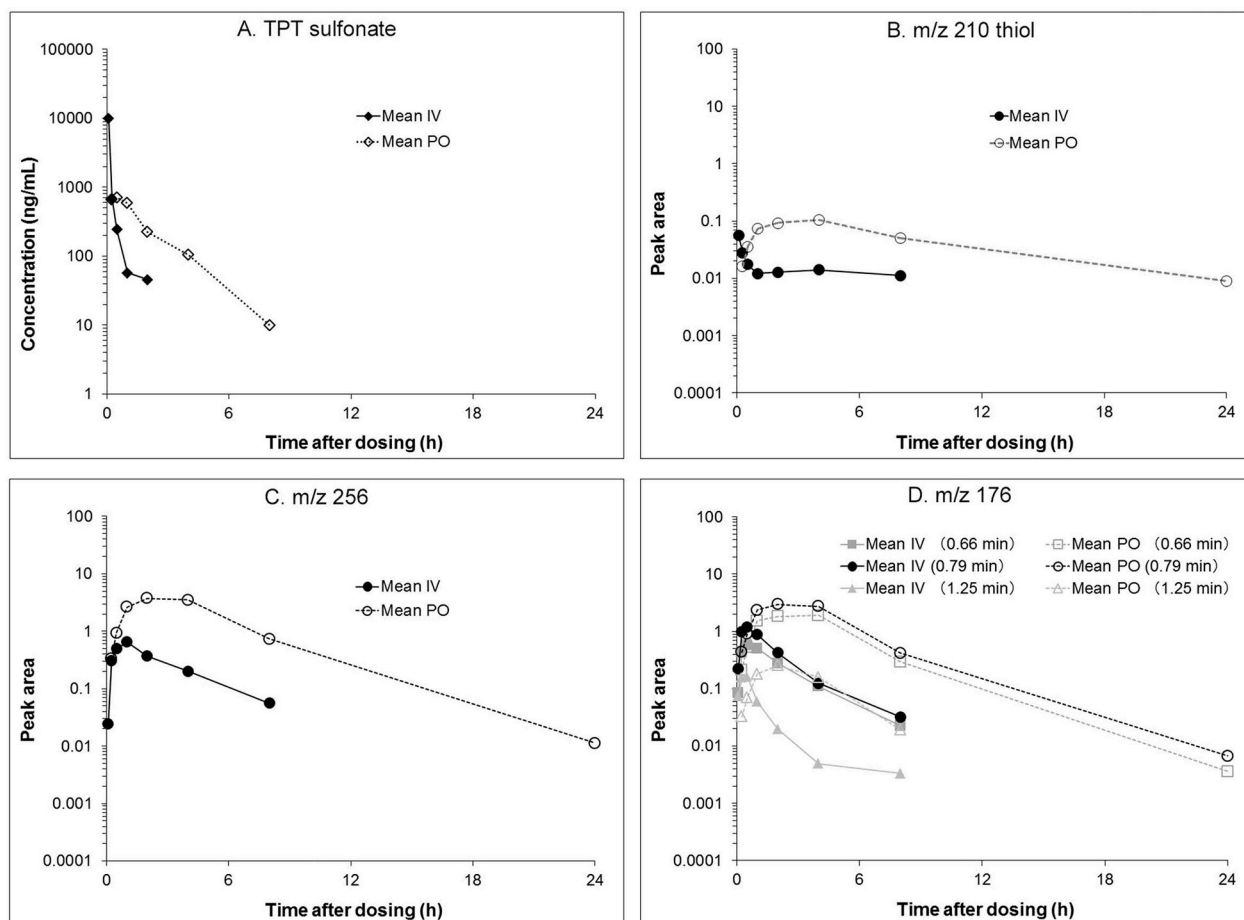 A. TPT sulfonate
100000
10000
1000
100
10
1
Concentration (ng/mL)
Mean IV
Mean PO
0 6 12 18 24
Time after dosing (h)
B. m/z 210 thiol
100
10
1
0.1
0.01
0.001
0.0001
Peak area
Mean IV
Mean PO
0 6 12 18 24
Time after dosing (h)
C. m/z 256
100
10
1
0.1
0.01
0.001
0.0001
Peak area
Mean IV
Mean PO
0 6 12 18 24
Time after dosing (h)
D. m/z 176
100
10
1
0.1
0.01
0.001
0.0001
Peak area
Mean IV （0.66 min） Mean PO （0.66 min）
Mean IV (0.79 min) Mean PO (0.79 min)
Mean IV （1.25 min） Mean PO （1.25 min）
0 6 12 18 24
Time after dosing (h)